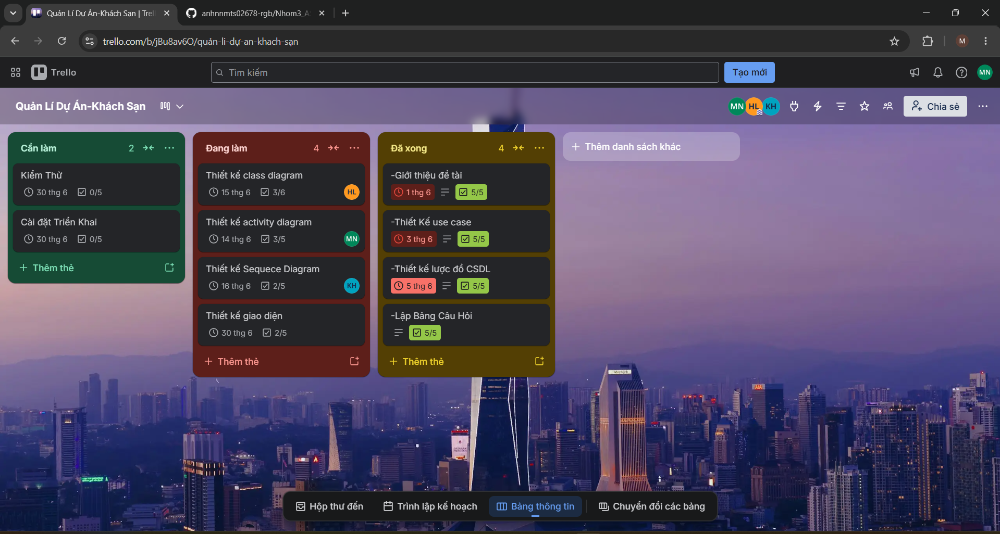 Quản Lí Dự Án-Khách Sạn | Trel
anhnnmts02678-rgb/Nhom3_A
trello.com/b/jBu8av6O/quản-li-dự-an-khach-sạn
M
Trello
Tìm kiếm
Tạo mới
MN
Quản Lí Dự Án-Khách Sạn
MN HL KH
Chia sẻ
Cần làm 2
Kiểm Thử
30 thg 6 0/5
Cài đặt Triển Khai
30 thg 6 0/5
Thêm thẻ
Đang làm 4
Thiết kế class diagram
15 thg 6 3/6 HL
Thiết kế activity diagram
14 thg 6 3/5 MN
Thiết kế Sequece Diagram
16 thg 6 2/5 KH
Thiết kế giao diện
30 thg 6 2/5
Thêm thẻ
Đã xong 4
-Giới thiệu đề tài
1 thg 6 5/5
-Thiết Kế use case
3 thg 6 5/5
-Thiết kế lược đồ CSDL
5 thg 6 5/5
-Lập Bảng Câu Hỏi
5/5
Thêm thẻ
Thêm danh sách khác
Maybank
AIA
DATARAN
MERDEKA
Hộp thư đến
Trình lập kế hoạch
Bảng thông tin
Chuyển đổi các bảng